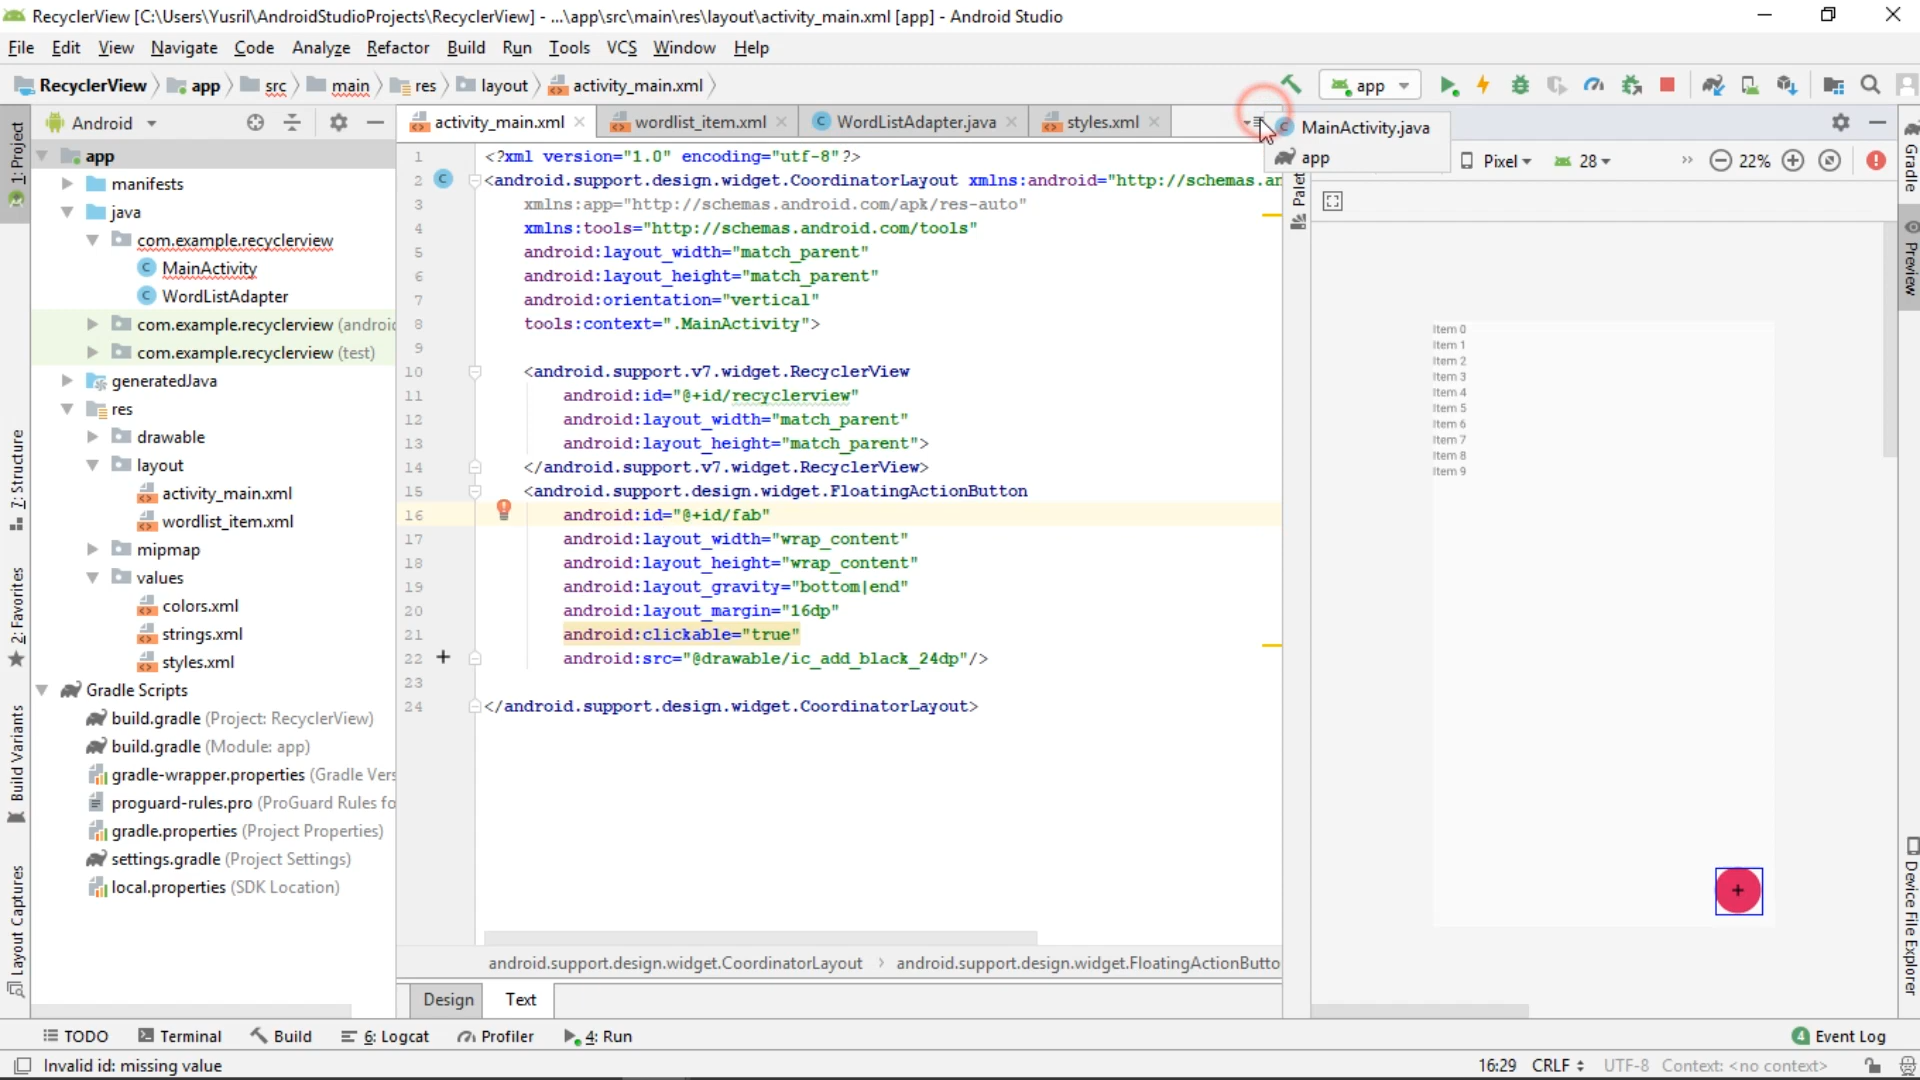 RecyclerView [C:\Users\Yusril\AndroidStudioProjects\RecyclerView] - ...\app\src\main\res\layout\activity_main.xml [app] - Android Studio
File Edit View Navigate Code Analyze Refactor Build Run Tools VCS Window Help
RecyclerView app src main res layout activity_main.xml app
Android activity_main.xml wordlist_item.xml WordListAdapter.java styles.xml MainActivity.java
app
Pixel 28 22%
1: Project
7: Structure
2: Favorites
Build Variants
Layout Captures
app
manifests
java
com.example.recyclerview
MainActivity
WordListAdapter
com.example.recyclerview (androi
com.example.recyclerview (test)
generatedJava
res
drawable
layout
activity_main.xml
wordlist_item.xml
mipmap
values
colors.xml
strings.xml
styles.xml
Gradle Scripts
build.gradle (Project: RecyclerView)
build.gradle (Module: app)
gradle-wrapper.properties (Gradle Vers
proguard-rules.pro (ProGuard Rules fo
gradle.properties (Project Properties)
settings.gradle (Project Settings)
local.properties (SDK Location)
1 <?xml version="1.0" encoding="utf-8"?>
2 <android.support.design.widget.CoordinatorLayout xmlns:android="http://schemas.an
3 xmlns:app="http://schemas.android.com/apk/res-auto"
4 xmlns:tools="http://schemas.android.com/tools"
5 android:layout_width="match_parent"
6 android:layout_height="match_parent"
7 android:orientation="vertical"
8 tools:context=".MainActivity">
9
10 <android.support.v7.widget.RecyclerView
11 android:id="@+id/recyclerview"
12 android:layout_width="match_parent"
13 android:layout_height="match_parent">
14 </android.support.v7.widget.RecyclerView>
15 <android.support.design.widget.FloatingActionButton
16 android:id="@+id/fab"
17 android:layout_width="wrap_content"
18 android:layout_height="wrap_content"
19 android:layout_gravity="bottom|end"
20 android:layout_margin="16dp"
21 android:clickable="true"
22 android:src="@drawable/ic_add_black_24dp"/>
23
24 </android.support.design.widget.CoordinatorLayout>
android.support.design.widget.CoordinatorLayout android.support.design.widget.FloatingActionButto
Design Text
Palet
Item 0
Item 1
Item 2
Item 3
Item 4
Item 5
Item 6
Item 7
Item 8
Item 9
Gradle
Preview
Device File Explorer
TODO Terminal Build 6: Logcat Profiler 4: Run 4 Event Log
Invalid id: missing value 16:29 CRLF UTF-8 Context: <no context>